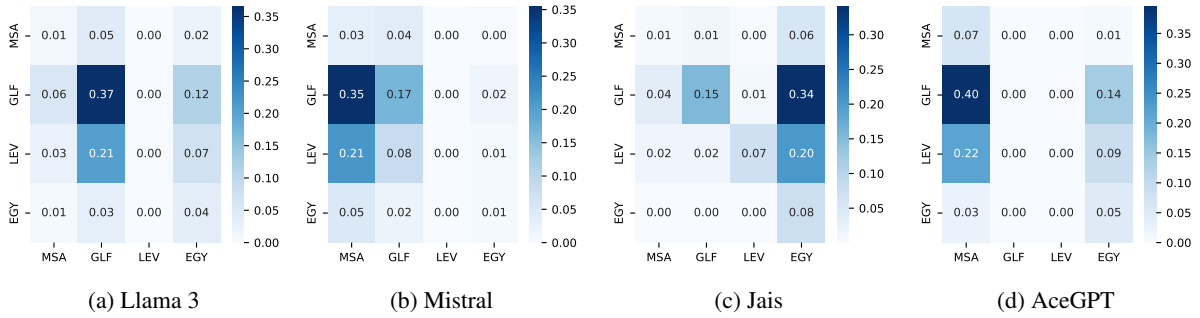 MSA 0.01 0.05 0.00 0.02
GLF 0.06 0.37 0.00 0.12
LEV 0.03 0.21 0.00 0.07
EGY 0.01 0.03 0.00 0.04
MSA GLF LEV EGY
0.35
0.30
0.25
0.20
0.15
0.10
0.05
0.00
(a) Llama 3
MSA 0.03 0.04 0.00 0.00
GLF 0.35 0.17 0.00 0.02
LEV 0.21 0.08 0.00 0.01
EGY 0.05 0.02 0.00 0.01
MSA GLF LEV EGY
0.35
0.30
0.25
0.20
0.15
0.10
0.05
0.00
(b) Mistral
MSA 0.01 0.01 0.00 0.06
GLF 0.04 0.15 0.01 0.34
LEV 0.02 0.02 0.07 0.20
EGY 0.00 0.00 0.00 0.08
MSA GLF LEV EGY
0.30
0.25
0.20
0.15
0.10
0.05
(c) Jais
MSA 0.07 0.00 0.00 0.01
GLF 0.40 0.00 0.00 0.14
LEV 0.22 0.00 0.00 0.09
EGY 0.03 0.00 0.00 0.05
MSA GLF LEV EGY
0.35
0.30
0.25
0.20
0.15
0.10
0.05
0.00
(d) AceGPT